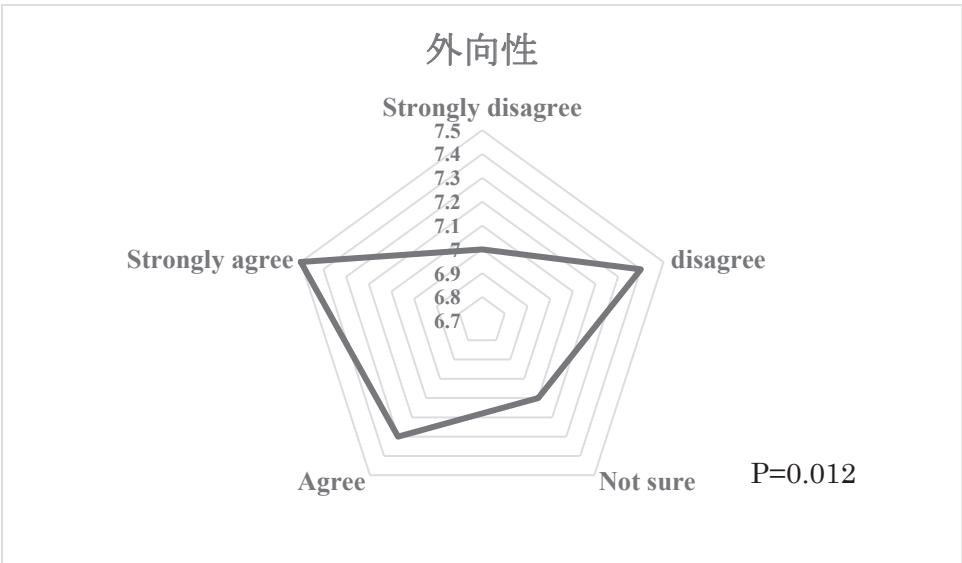 外向性
Strongly disagree
7.5
7.4
7.3
7.2
7.1
7
6.9
6.8
6.7
Strongly agree
disagree
Agree
Not sure
P=0.012